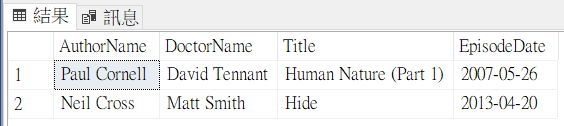 結果 訊息
AuthorName DoctorName Title EpisodeDate
1 Paul Cornell David Tennant Human Nature (Part 1) 2007-05-26
2 Neil Cross Matt Smith Hide 2013-04-20